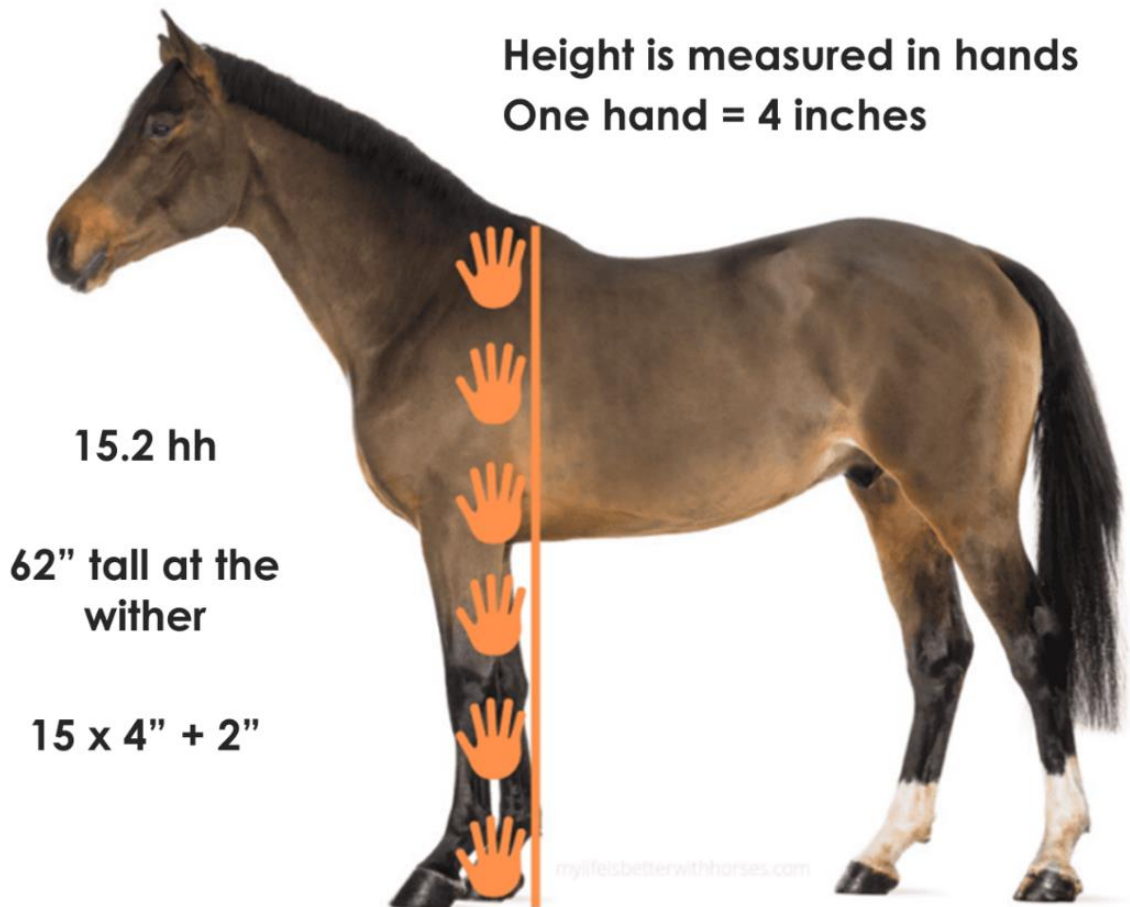 Height is measured in hands
One hand = 4 inches
15.2 hh
62” tall at the
wither
15 x 4” + 2”
mylifeisbetterwithhorses.com